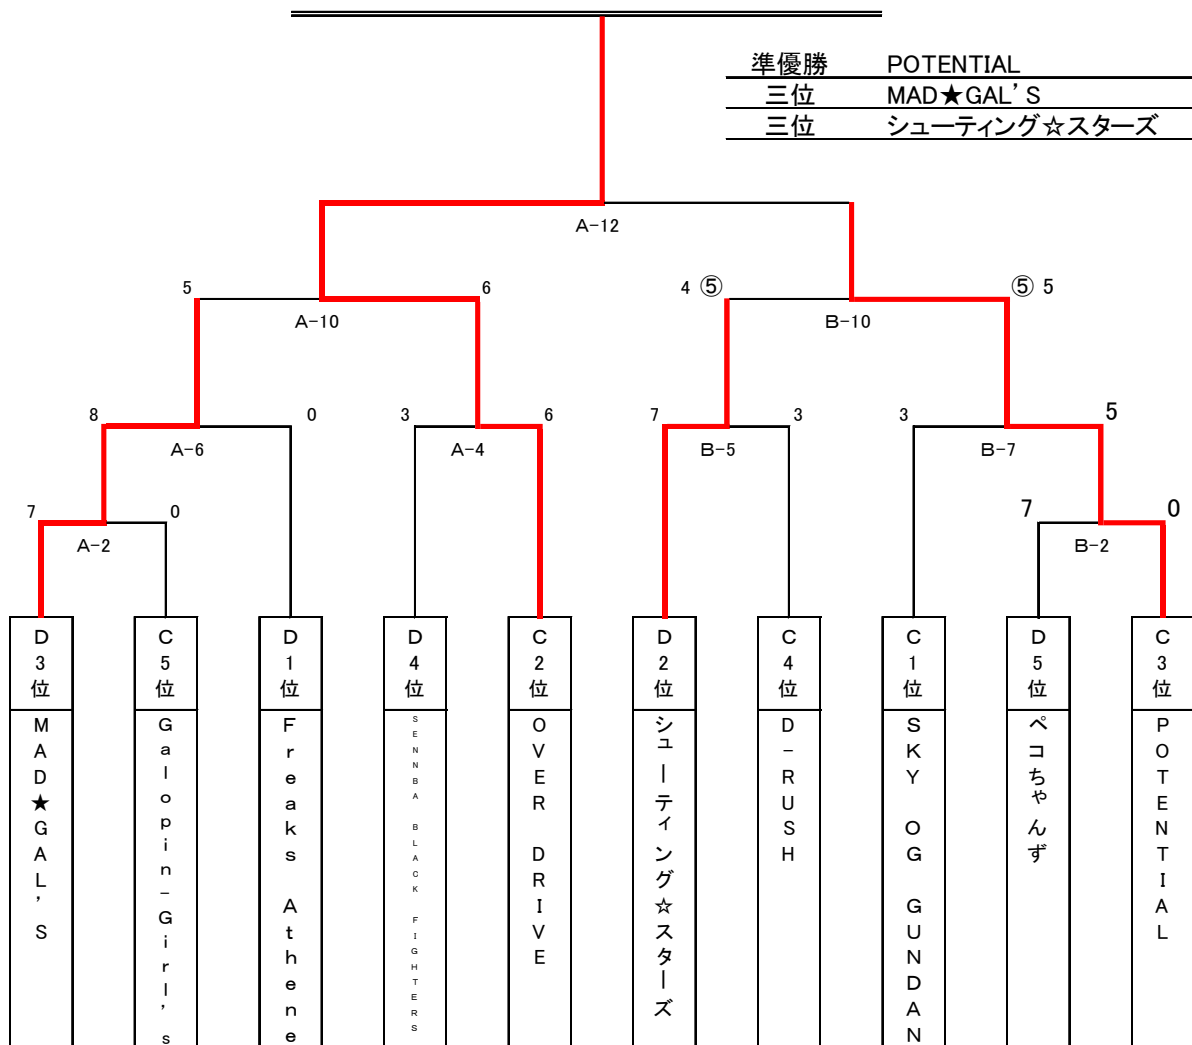 準優勝 POTENTIAL
三位 MAD★GAL'S
三位 シューティング☆スターズ
A-12
5 6 4 ⑤ ⑤ 5
A-10 B-10
8 0 3 6 7 3 3 5
A-6 A-4 B-5 B-7
7 0 7 0
A-2 B-2
D3位 C5位 D1位 D4位 C2位 D2位 C4位 C1位 D5位 C3位
MAD★GAL'S
Galopin-Girl's
Freaks Athene
SENNBA BLACK FIGHTERS
OVER DRIVE
シューティング☆スターズ
D-RUSH
SKY OG GUNDAN
ペコちゃんず
POTENTIAL